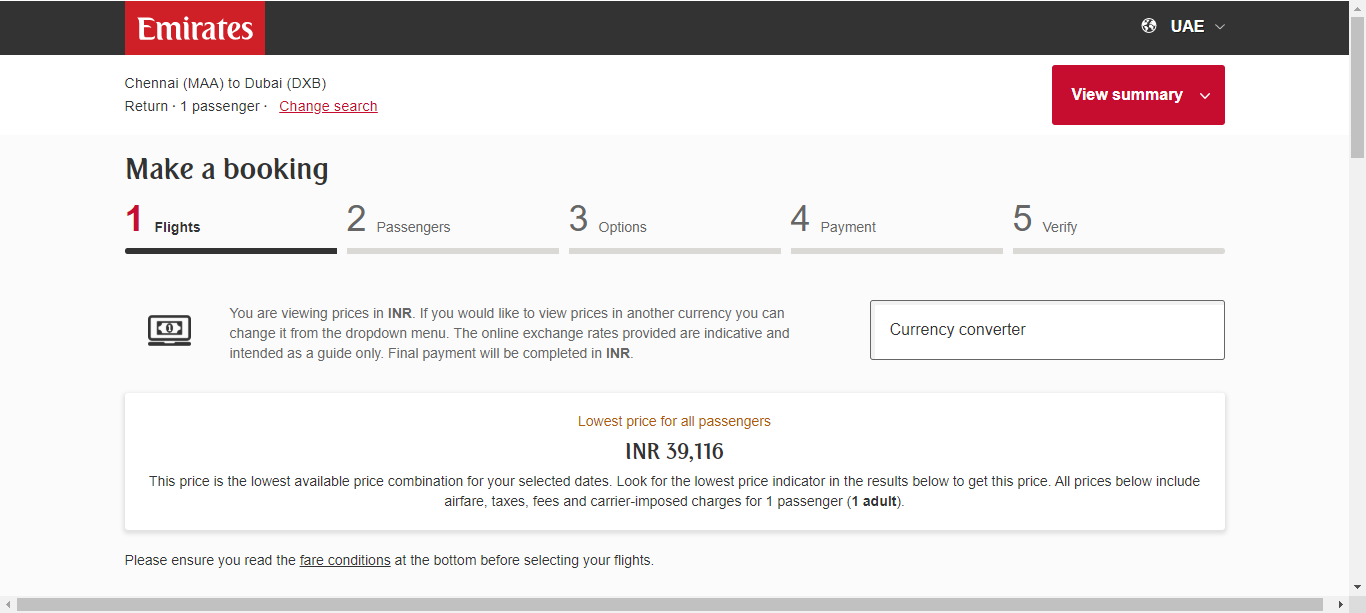 Emirates
UAE
Chennai (MAA) to Dubai (DXB)
Return · 1 passenger · Change search
View summary
Make a booking
1 Flights
2 Passengers
3 Options
4 Payment
5 Verify
You are viewing prices in INR. If you would like to view prices in another currency you can
change it from the dropdown menu. The online exchange rates provided are indicative and
intended as a guide only. Final payment will be completed in INR.
Currency converter
Lowest price for all passengers
INR 39,116
This price is the lowest available price combination for your selected dates. Look for the lowest price indicator in the results below to get this price. All prices below include
airfare, taxes, fees and carrier-imposed charges for 1 passenger (1 adult).
Please ensure you read the fare conditions at the bottom before selecting your flights.